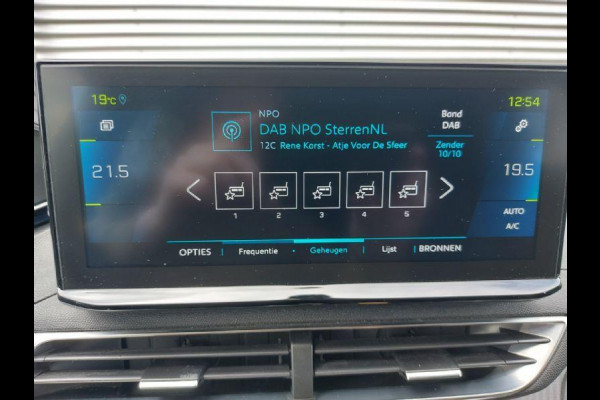 19°C
12:54
NPO
DAB NPO SterrenNL
12C Rene Karst - Atje Voor De Sfeer
Band
DAB
Zender
10/10
21.5
19.5
1 2 3 4 5
AUTO
A/C
OPTIES Frequentie - Geheugen Lijst BRONNEN